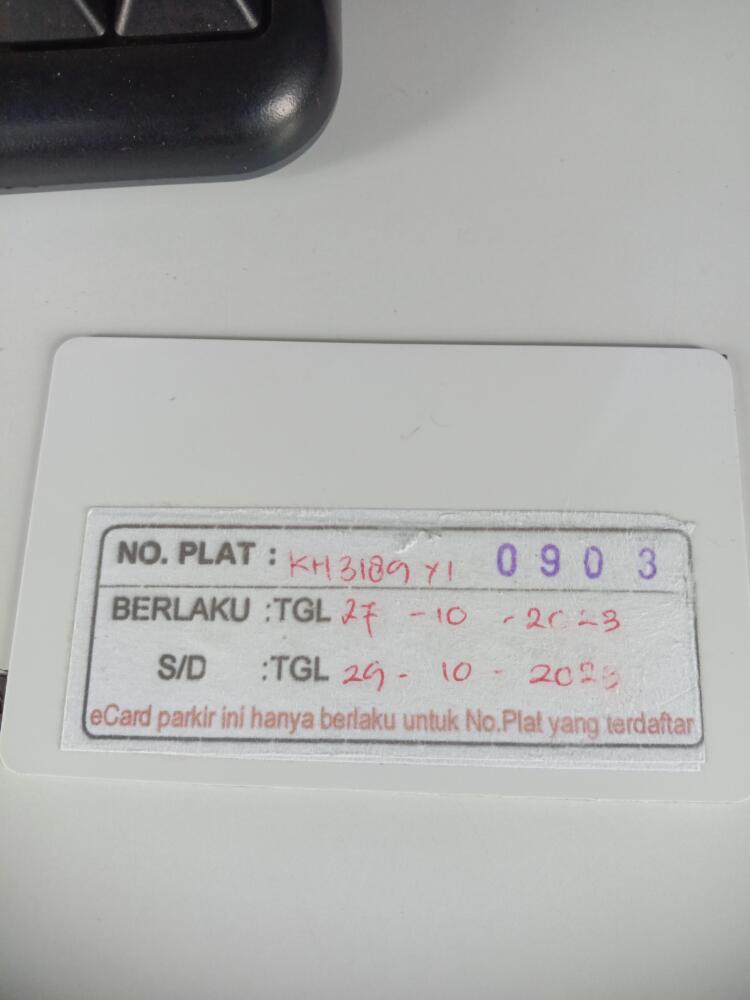 NO. PLAT : KH 3189 YI 0903
BERLAKU :TGL 27 -10 -2023
S/D :TGL 29 - 10 - 2023
eCard parkir ini hanya berlaku untuk No.Plat yang terdaftar